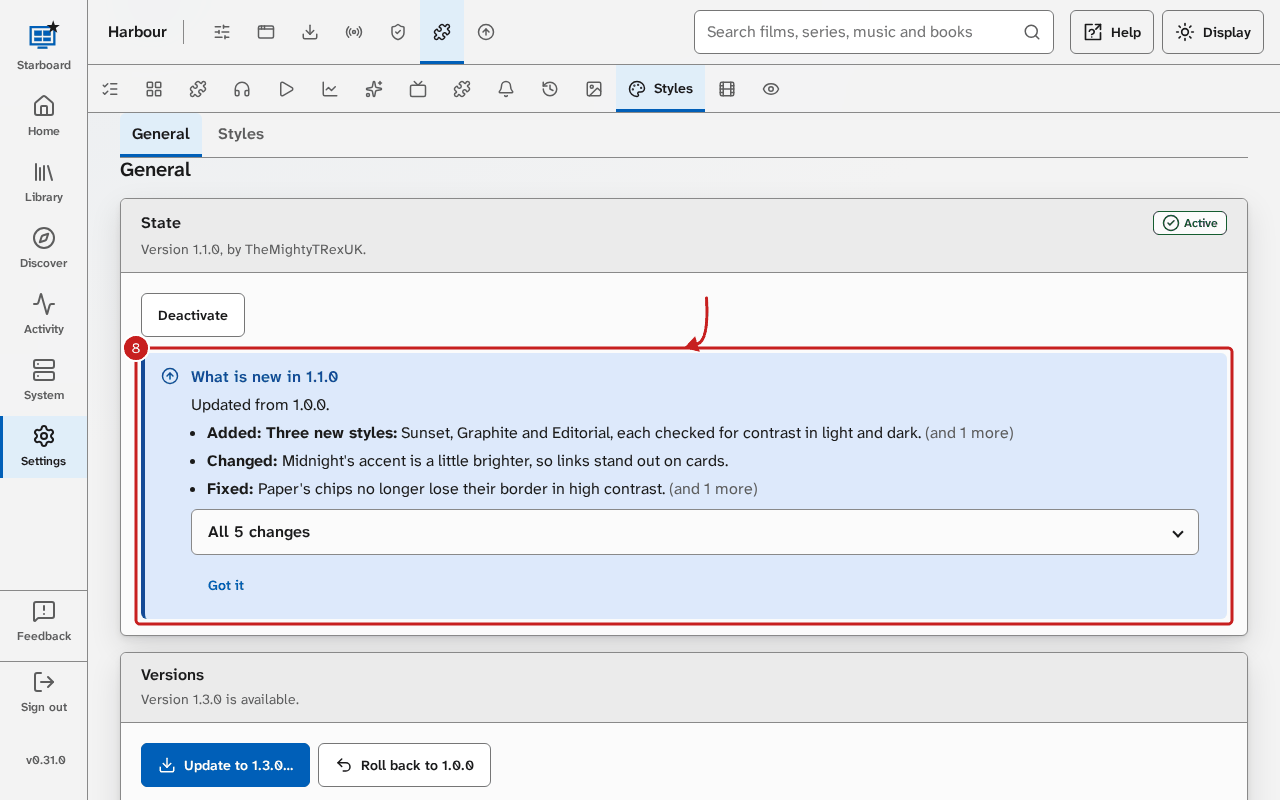 Starboard
Home
Library
Discover
Activity
System
Settings
Feedback
Sign out
v0.31.0
Harbour
Search films, series, music and books
Help
Display
Styles
General
Styles
General
State
Version 1.1.0, by TheMightyTRexUK.
Active
Deactivate
8
What is new in 1.1.0
Updated from 1.0.0.
Added: Three new styles: Sunset, Graphite and Editorial, each checked for contrast in light and dark. (and 1 more)
Changed: Midnight's accent is a little brighter, so links stand out on cards.
Fixed: Paper's chips no longer lose their border in high contrast. (and 1 more)
All 5 changes
Got it
Versions
Version 1.3.0 is available.
Update to 1.3.0...
Roll back to 1.0.0